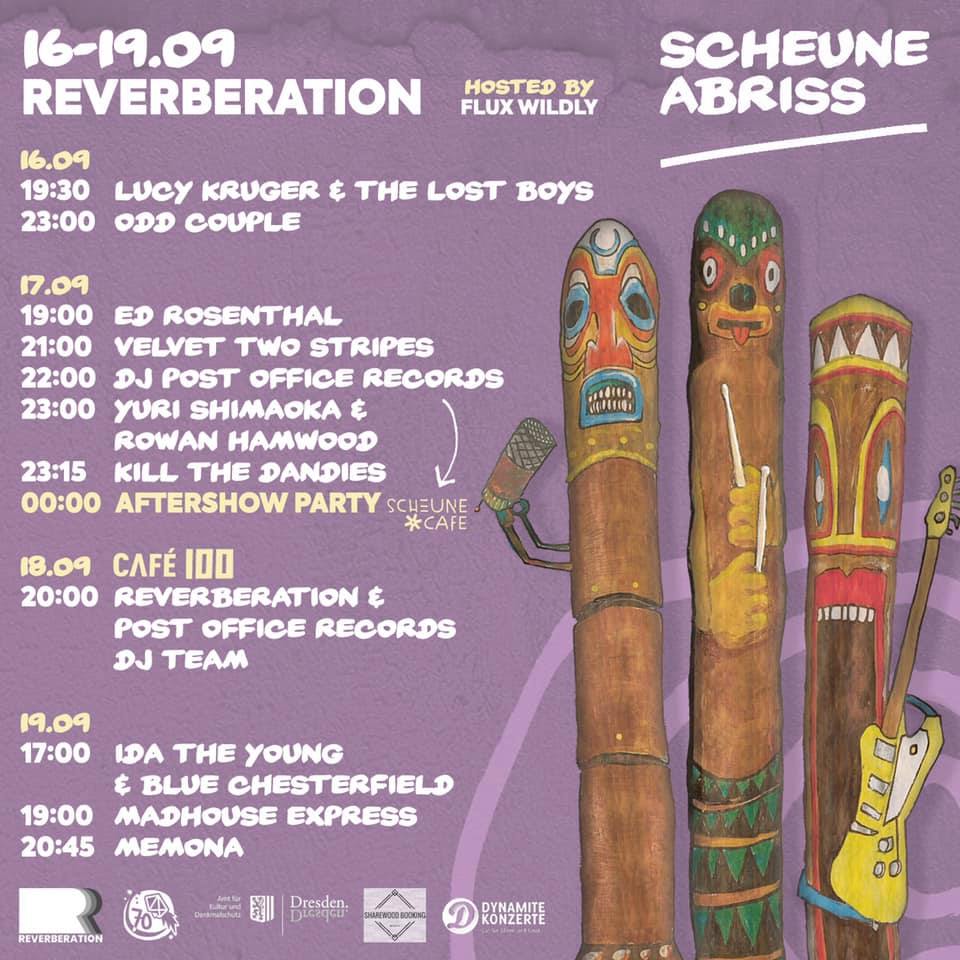 16-19.09
REVERBERATION
HOSTED BY
FLUX WILDLY
SCHEUNE
ABRISS
16.09
19:30 LUCY KRUGER & THE LOST BOYS
23:00 ODD COUPLE
17.09
19:00 ED ROSENTHAL
21:00 VELVET TWO STRIPES
22:00 DJ POST OFFICE RECORDS
23:00 YURI SHIMAOKA &
ROWAN HAMWOOD
23:15 KILL THE DANDIES
00:00 AFTERSHOW PARTY
SCHEUNE
CAFE
18.09 CAFÉ 100
20:00 REVERBERATION &
POST OFFICE RECORDS
DJ TEAM
19.09
17:00 IDA THE YOUNG
& BLUE CHESTERFIELD
19:00 MADHOUSE EXPRESS
20:45 MEMONA
R
REVERBERATION
70
Amt für
Kultur und
Denkmalschutz
Dresden.
Dresden.
SHAREWOOD BOOKING
DYNAMITE
KONZERTE